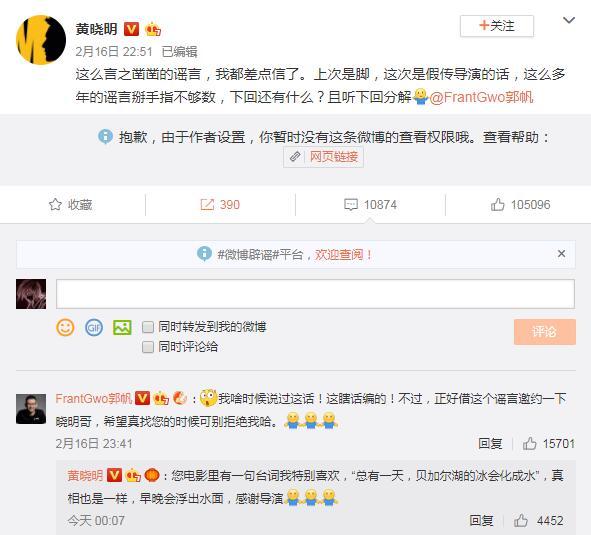 黄晓明
+关注
2月16日 22:51 已编辑
这么言之凿凿的谣言，我都差点信了。上次是脚，这次是假传导演的话，这么多
年的谣言掰手指不够数，下回还有什么？且听下回分解@FrantGwo郭帆
抱歉，由于作者设置，你暂时没有这条微博的查看权限哦。查看帮助：
网页链接
收藏
390
10874
105096
#微博辟谣#平台，欢迎查阅！
×
GIF
同时转发到我的微博
评论
同时评论给
FrantGwo郭帆：我啥时候说过这话！这瞎话编的！不过，正好借这个谣言邀约一下
晓明哥，希望真找您的时候可别拒绝我哈。
2月16日 23:41
回复
15701
黄晓明：您电影里有一句台词我特别喜欢，“总有一天，贝加尔湖的冰会化成水”，真
相也是一样，早晚会浮出水面，感谢导演
今天 00:07
回复
4452